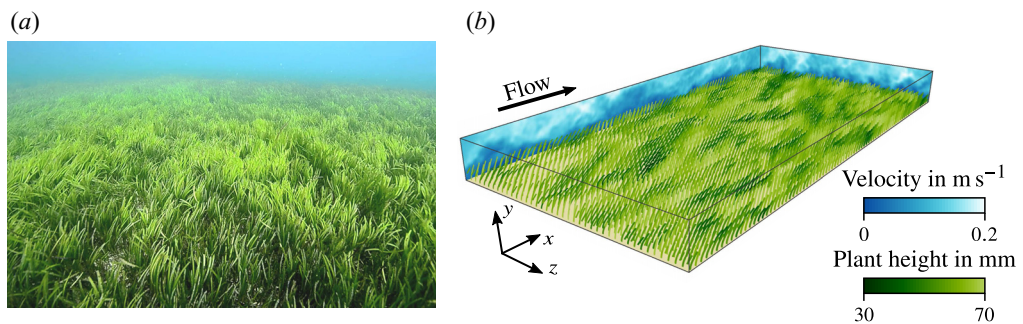 (a)
(b)
Flow
y
x
z
Velocity in m s⁻¹
0 0.2
Plant height in mm
30 70